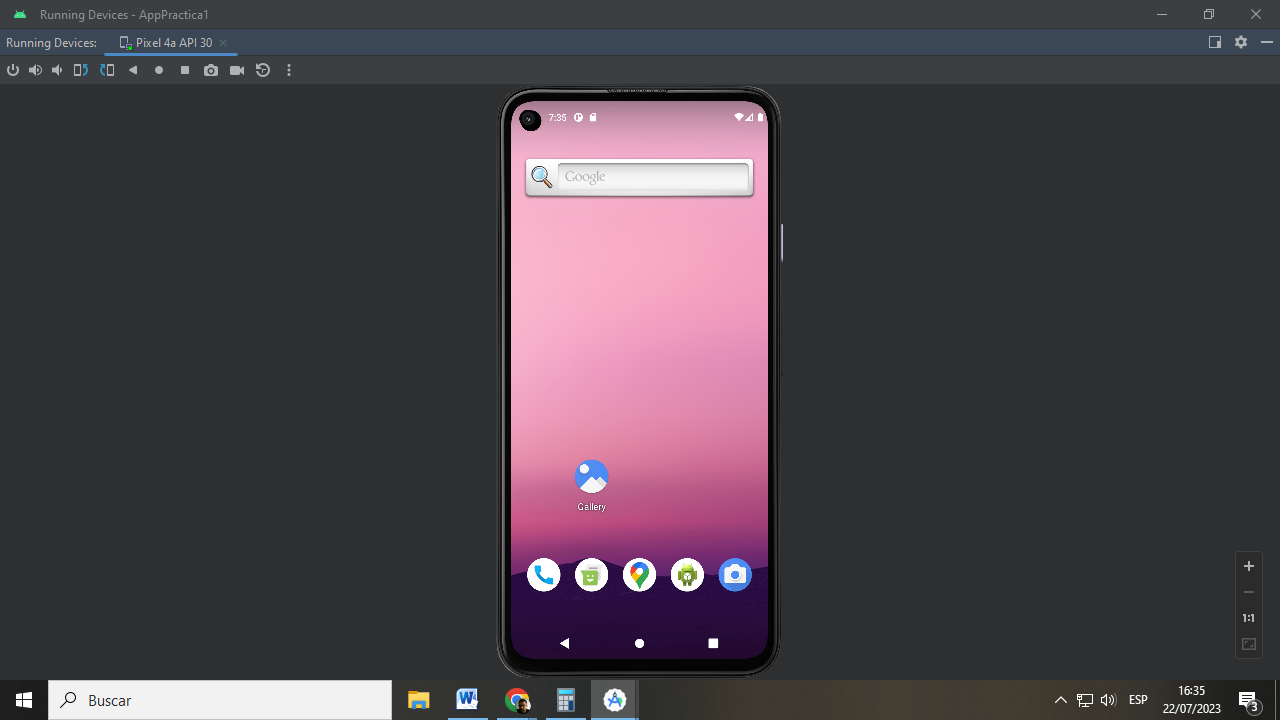 Running Devices - AppPractica1
Running Devices:
Pixel 4a API 30
7:35
Google
Gallery
1:1
Buscar
ESP
16:35
22/07/2023
3